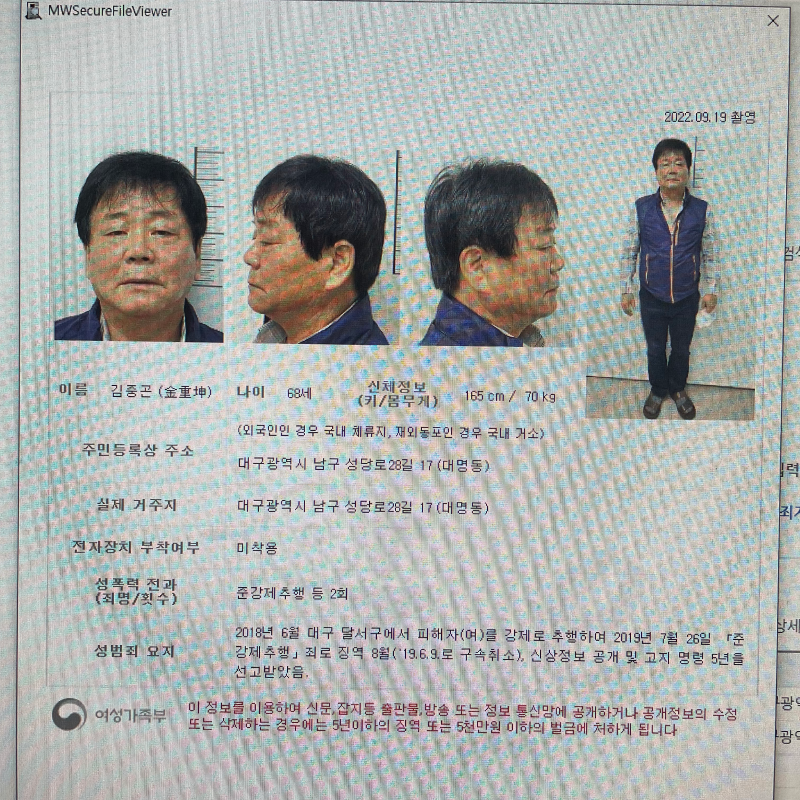 MWSecureFileViewer
2022.09.19 촬영
이름 김중곤 (金重坤) 나이 68세 신체정보 (키/몸무게) 165 cm / 70 kg
주민등록상 주소
(외국인인 경우 국내 체류지, 재외동포인 경우 국내 거소)
대구광역시 남구 성당로28길 17 (대명동)
실제 거주지 대구광역시 남구 성당로28길 17 (대명동)
전자장치 부착여부 미착용
성폭력 전과
(죄명/횟수)
준강제추행 등 2회
성범죄 요지
2018년 6월 대구 달서구에서 피해자(여)를 강제로 추행하여 2019년 7월 26일 「준
강제추행」 죄로 징역 8월('19.6.9.로 구속취소), 신상정보 공개 및 고지 명령 5년을
선고받았음.
여성가족부
이 정보를 이용하여 신문,잡지등 출판물,방송 또는 정보 통신망에 공개하거나 공개정보의 수정
또는 삭제하는 경우에는 5년이하의 징역 또는 5천만원 이하의 벌금에 처하게 됩니다